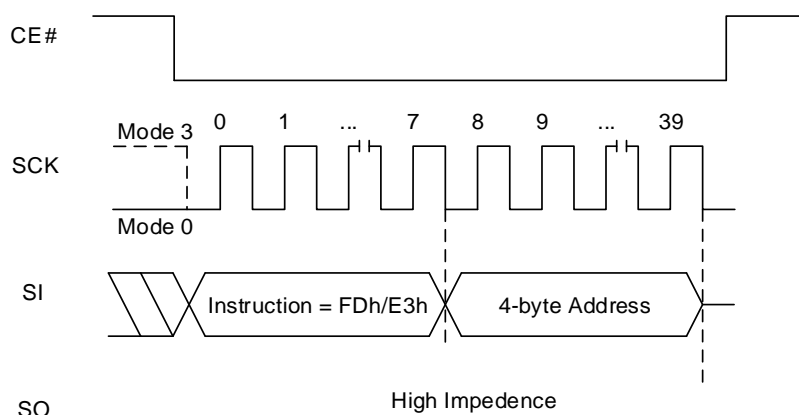 CE#
0 1 ... 7 8 9 ... 39
Mode 3
SCK
Mode 0
SI
Instruction = FDh/E3h
4-byte Address
High Impedence
SO